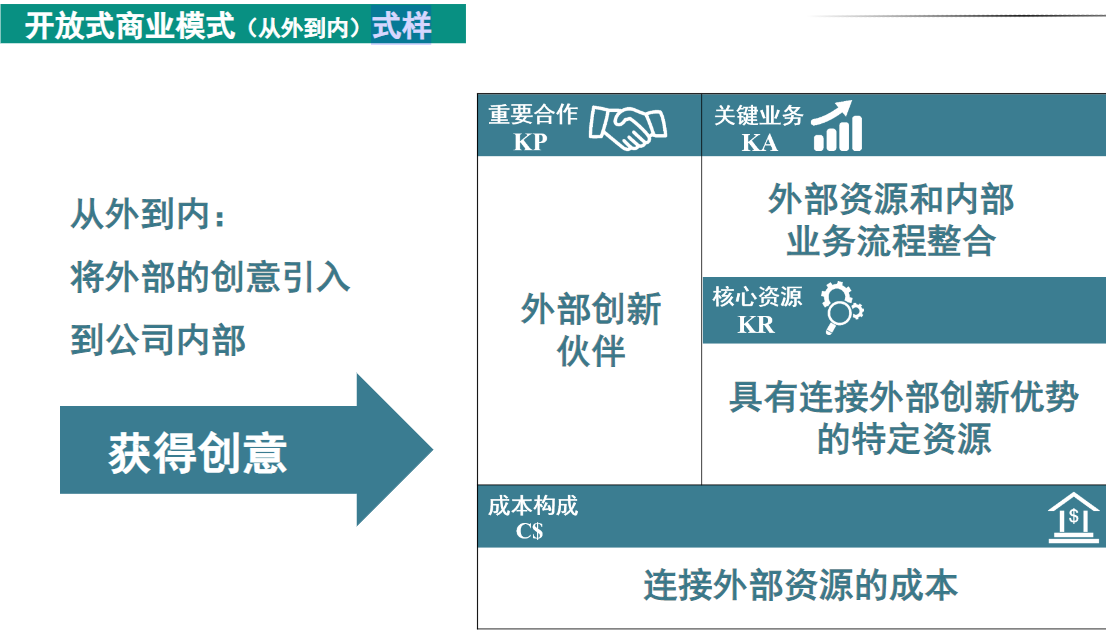 开放式商业模式（从外到内）式样
从外到内：
将外部的创意引入
到公司内部
获得创意
重要合作
KP
外部创新
伙伴
关键业务
KA
外部资源和内部
业务流程整合
核心资源
KR
具有连接外部创新优势
的特定资源
成本构成
C$
$
连接外部资源的成本